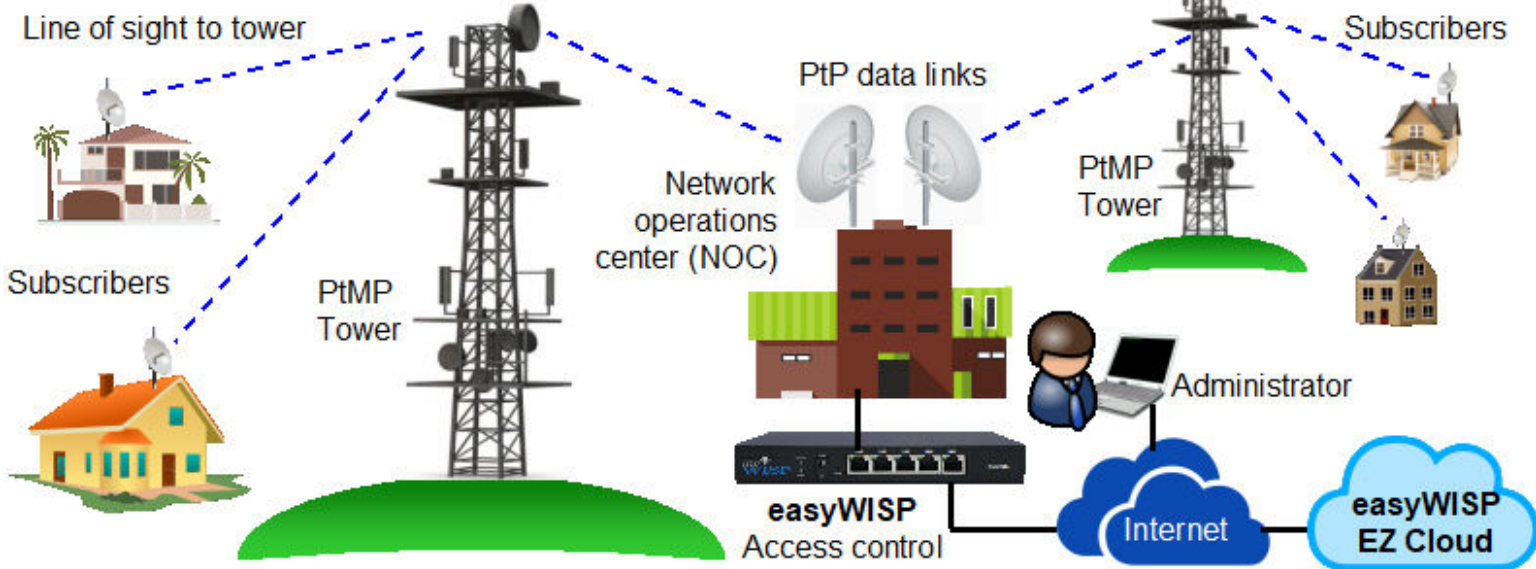 Line of sight to tower
Subscribers
PtP data links
Network
operations
center (NOC)
PtMP
Tower
Subscribers
PtMP
Tower
Administrator
WISP
easyWISP
Access control
Internet
easyWISP
EZ Cloud